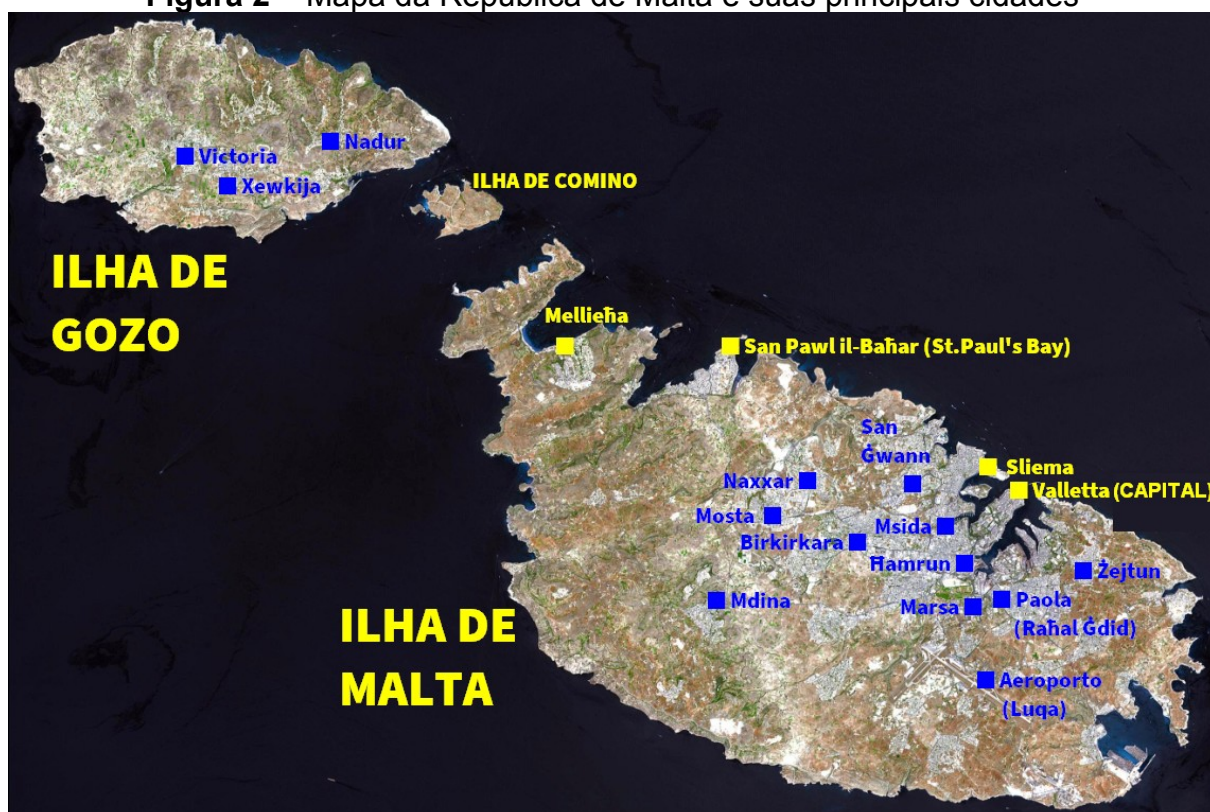 Figura 2 – Mapa da República de Malta e suas principais cidades
Nadur
Victoria
Xewkija
ILHA DE COMINO
ILHA DE
GOZO
Mellieħa
San Pawl il-Baħar (St.Paul's Bay)
San
Ġwann
Sliema
Naxxar
Valletta (CAPITAL)
Mosta
Msida
Birkirkara
Ħamrun
Żejtun
Mdina
Marsa
Paola
(Raħal Ġdid)
ILHA DE
MALTA
Aeroporto
(Luqa)